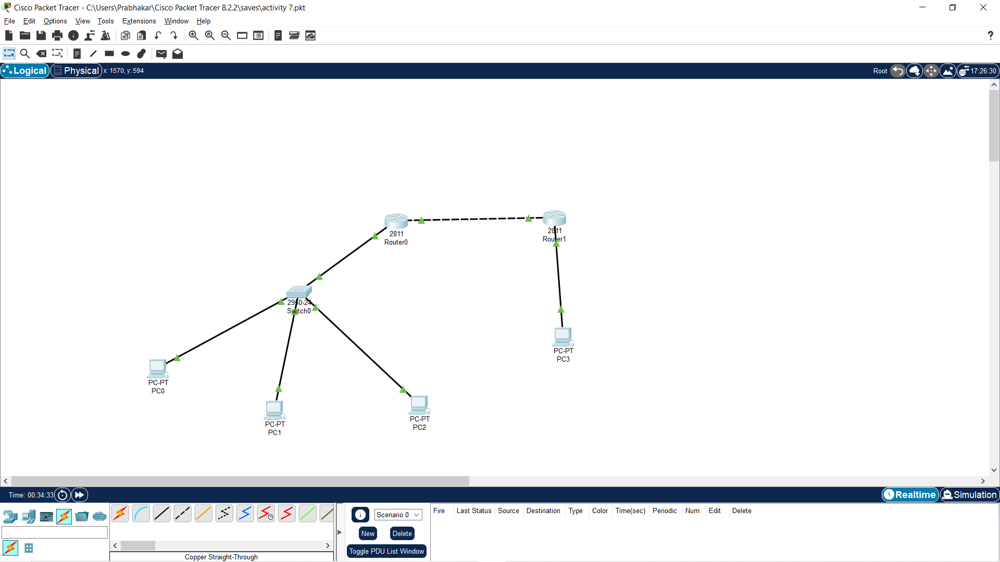 Cisco Packet Tracer - C:\Users\Prabhakar\Cisco Packet Tracer 8.2.2\saves\activity 7.pkt
File Edit Options View Tools Extensions Window Help
?
Logical Physical x: 1570, y: 594 Root 17:26:30
2811
Router0
2811
Router1
2950-24
Switch0
PC-PT
PC3
PC-PT
PC0
PC-PT
PC1
PC-PT
PC2
Time: 00:34:33 Realtime Simulation
Scenario 0
Fire Last Status Source Destination Type Color Time(sec) Periodic Num Edit Delete
New Delete
Toggle PDU List Window
Copper Straight-Through